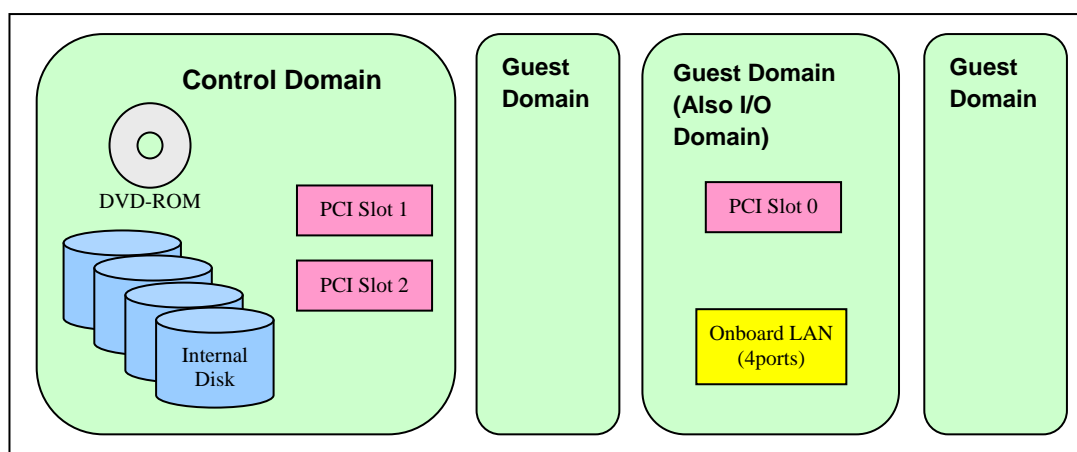 Control Domain
DVD-ROM
PCI Slot 1
PCI Slot 2
Internal
Disk
Guest
Domain
Guest Domain
(Also I/O
Domain)
PCI Slot 0
Onboard LAN
(4ports)
Guest
Domain